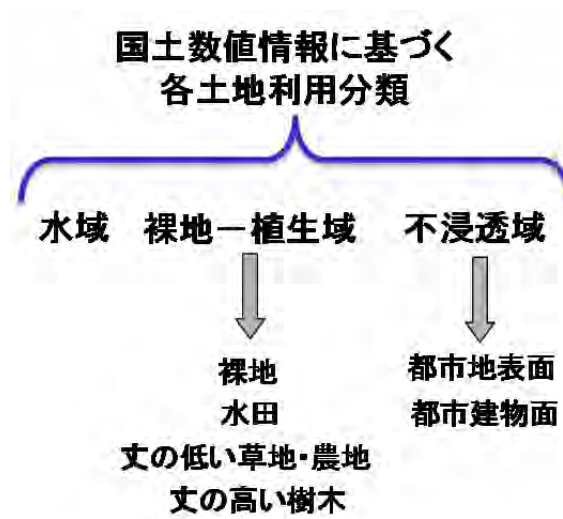 国土数値情報に基づく
各土地利用分類
水域 裸地－植生域 不浸透域
裸地
水田
丈の低い草地・農地
丈の高い樹木
都市地表面
都市建物面